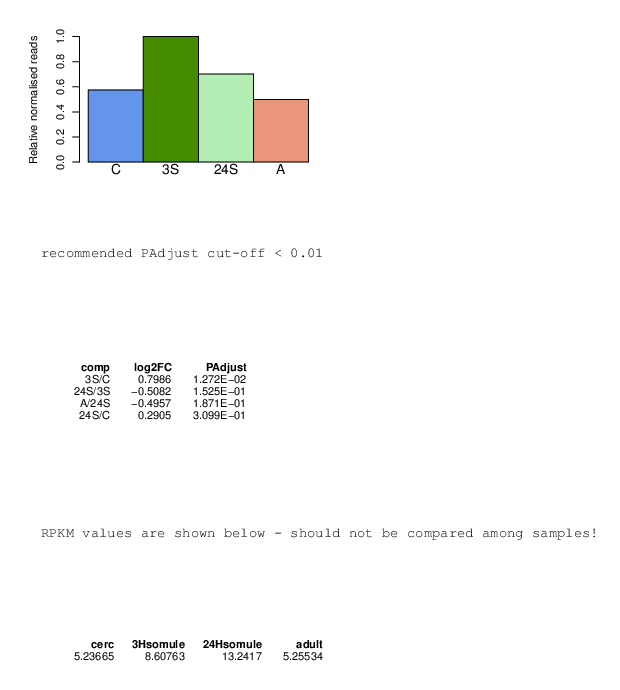 Relative normalised reads
1.0
0.8
0.6
0.4
0.2
0.0
C 3S 24S A
recommended PAdjust cut-off < 0.01
comp log2FC PAdjust
3S/C 0.7986 1.272E−02
24S/3S −0.5082 1.525E−01
A/24S −0.4957 1.871E−01
24S/C 0.2905 3.099E−01
RPKM values are shown below - should not be compared among samples!
cerc 3Hsomule 24Hsomule adult
5.23665 8.60763 13.2417 5.25534